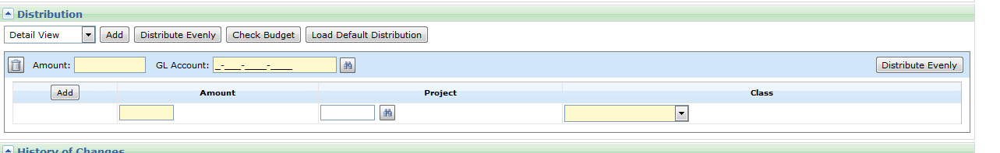 Distribution
Detail View Add Distribute Evenly Check Budget Load Default Distribution
Amount: GL Account: _-___-____-____ Distribute Evenly
Add Amount Project Class
History of Changes